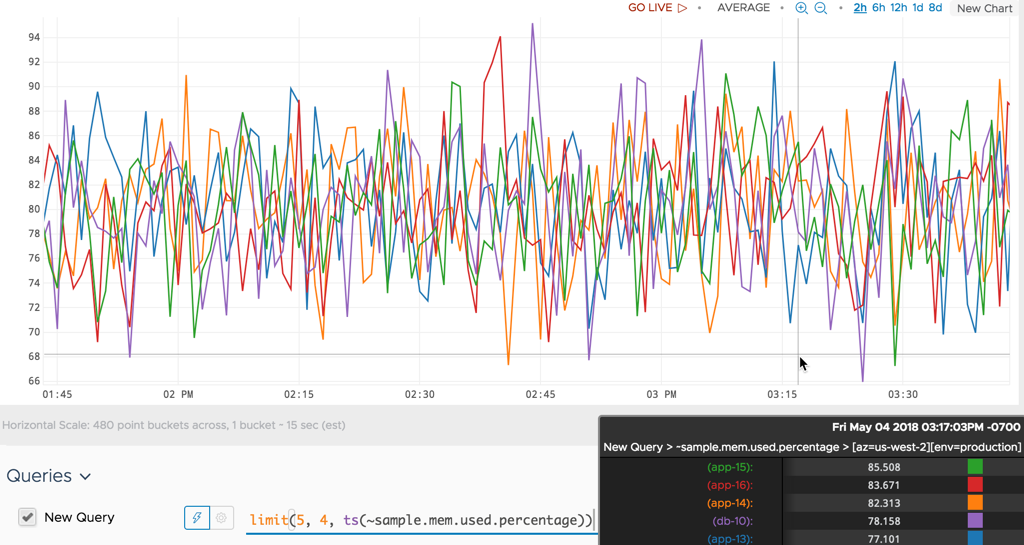 GO LIVE ▷ • AVERAGE • 2h 6h 12h 1d 8d New Chart
94
92
90
88
86
84
82
80
78
76
74
72
70
68
66
01:45 02 PM 02:15 02:30 02:45 03 PM 03:15 03:30
Horizontal Scale: 480 point buckets across, 1 bucket ~ 15 sec (est)
Fri May 04 2018 03:17:03PM -0700
New Query > ~sample.mem.used.percentage > [az=us-west-2][env=production]
(app-15): 85.508
(app-16): 83.671
(app-14): 82.313
(db-10): 78.158
(app-13): 77.101
Queries
New Query limit(5, 4, ts(~sample.mem.used.percentage))